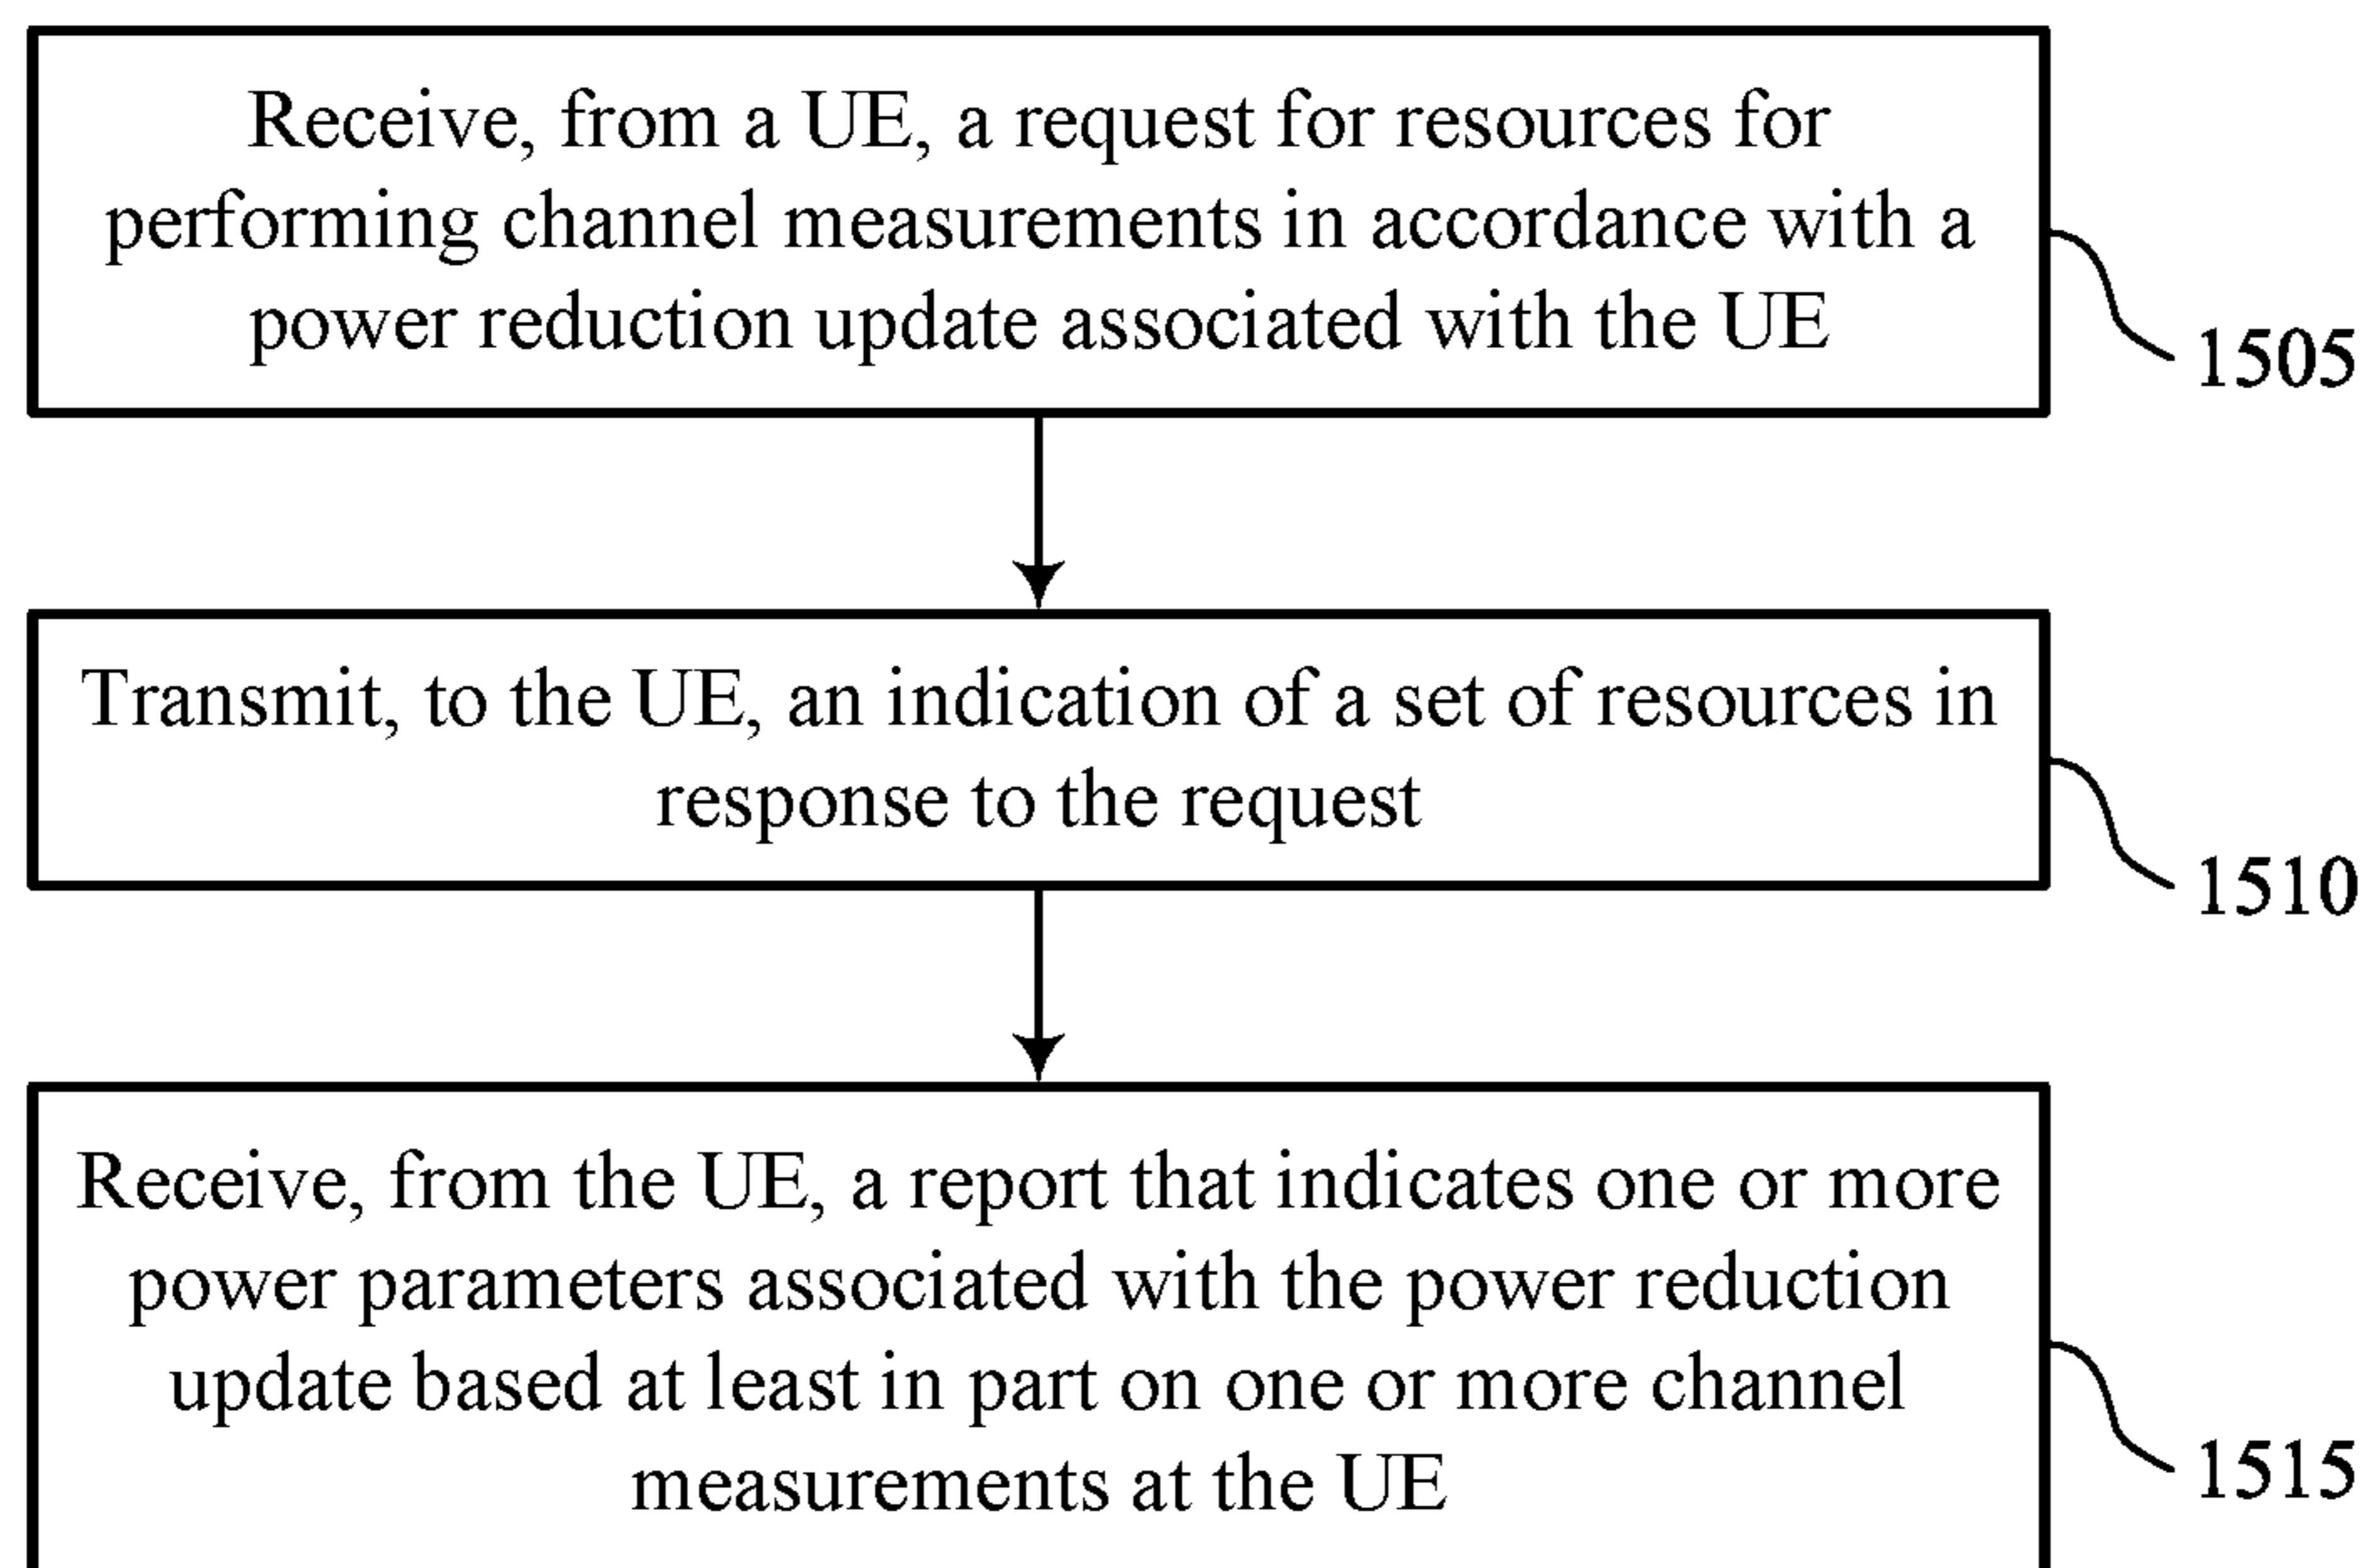 Receive, from a UE, a request for resources for
performing channel measurements in accordance with a
power reduction update associated with the UE
1505
Transmit, to the UE, an indication of a set of resources in
response to the request
1510
Receive, from the UE, a report that indicates one or more
power parameters associated with the power reduction
update based at least in part on one or more channel
measurements at the UE
1515